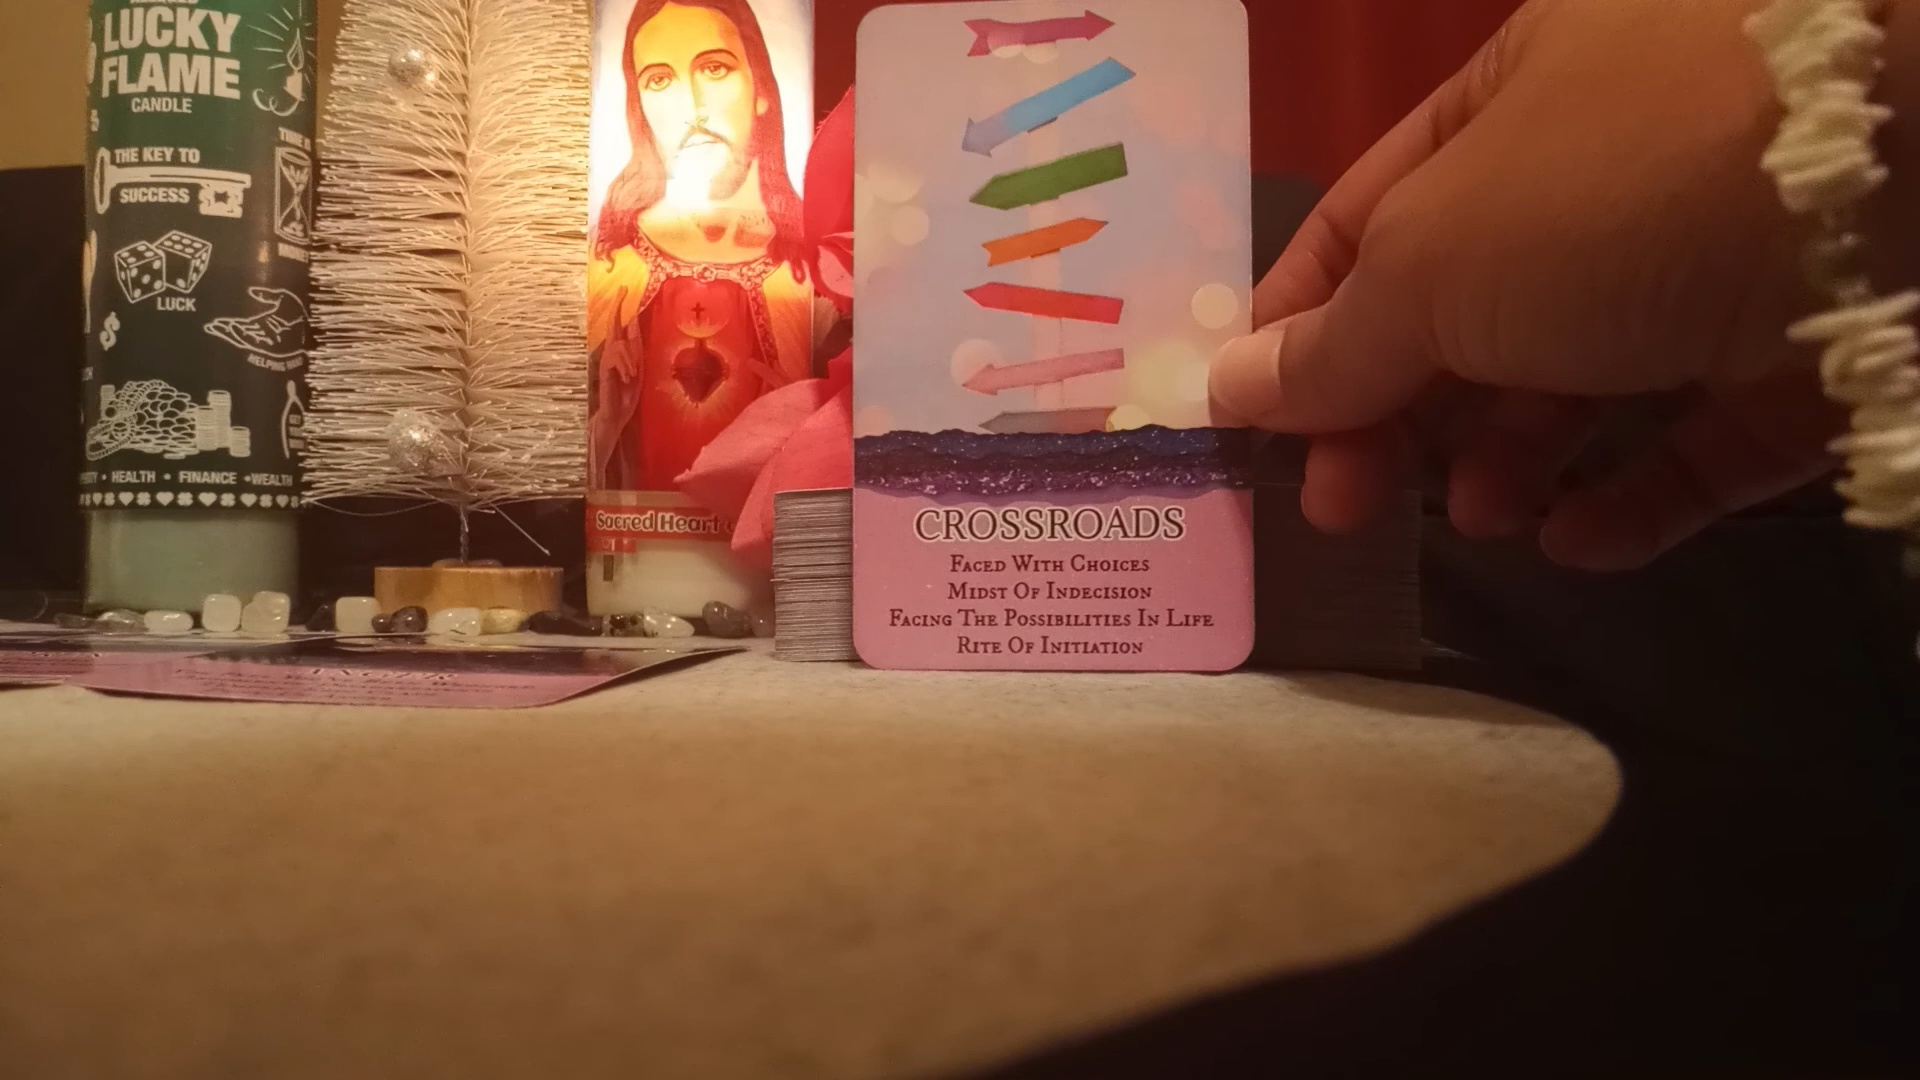 LUCKY
FLAME
CANDLE
THE KEY TO
SUCCESS
LUCK
$
HELPING
HEALTH • FINANCE • WEALTH
Sacred Heart
CROSSROADS
FACED WITH CHOICES
MIDST OF INDECISION
FACING THE POSSIBILITIES IN LIFE
RITE OF INITIATION